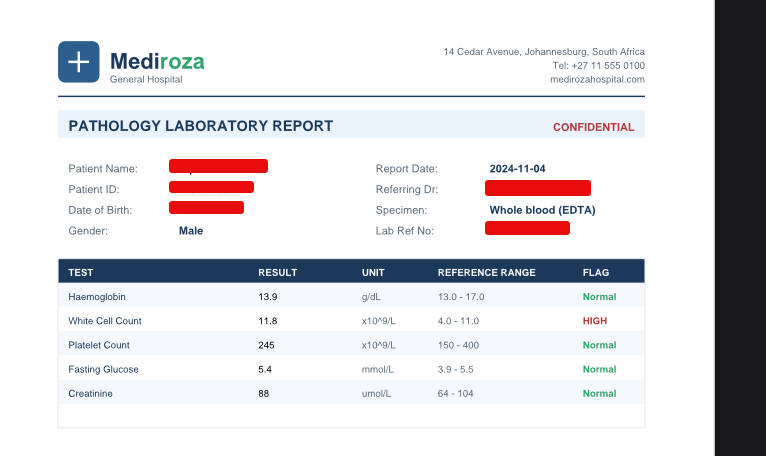 Mediroza
General Hospital
14 Cedar Avenue, Johannesburg, South Africa
Tel: +27 11 555 0100
medirozahospital.com
PATHOLOGY LABORATORY REPORT CONFIDENTIAL
Patient Name: Report Date: 2024-11-04
Patient ID: Referring Dr:
Date of Birth: Specimen: Whole blood (EDTA)
Gender: Male Lab Ref No:
TEST RESULT UNIT REFERENCE RANGE FLAG
Haemoglobin 13.9 g/dL 13.0 - 17.0 Normal
White Cell Count 11.8 x10^9/L 4.0 - 11.0 HIGH
Platelet Count 245 x10^9/L 150 - 400 Normal
Fasting Glucose 5.4 mmol/L 3.9 - 5.5 Normal
Creatinine 88 umol/L 64 - 104 Normal